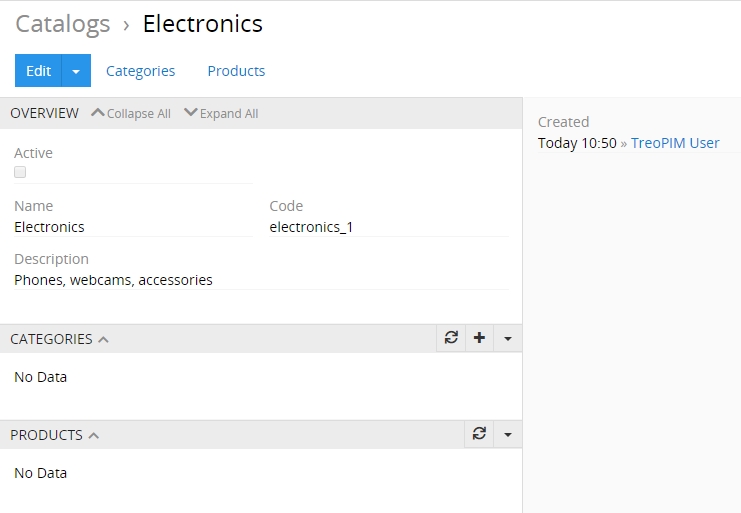 Catalogs › Electronics
Edit Categories Products
OVERVIEW Collapse All Expand All
Created
Today 10:50 » TreoPIM User
Active
Name Code
Electronics electronics_1
Description
Phones, webcams, accessories
CATEGORIES
No Data
PRODUCTS
No Data